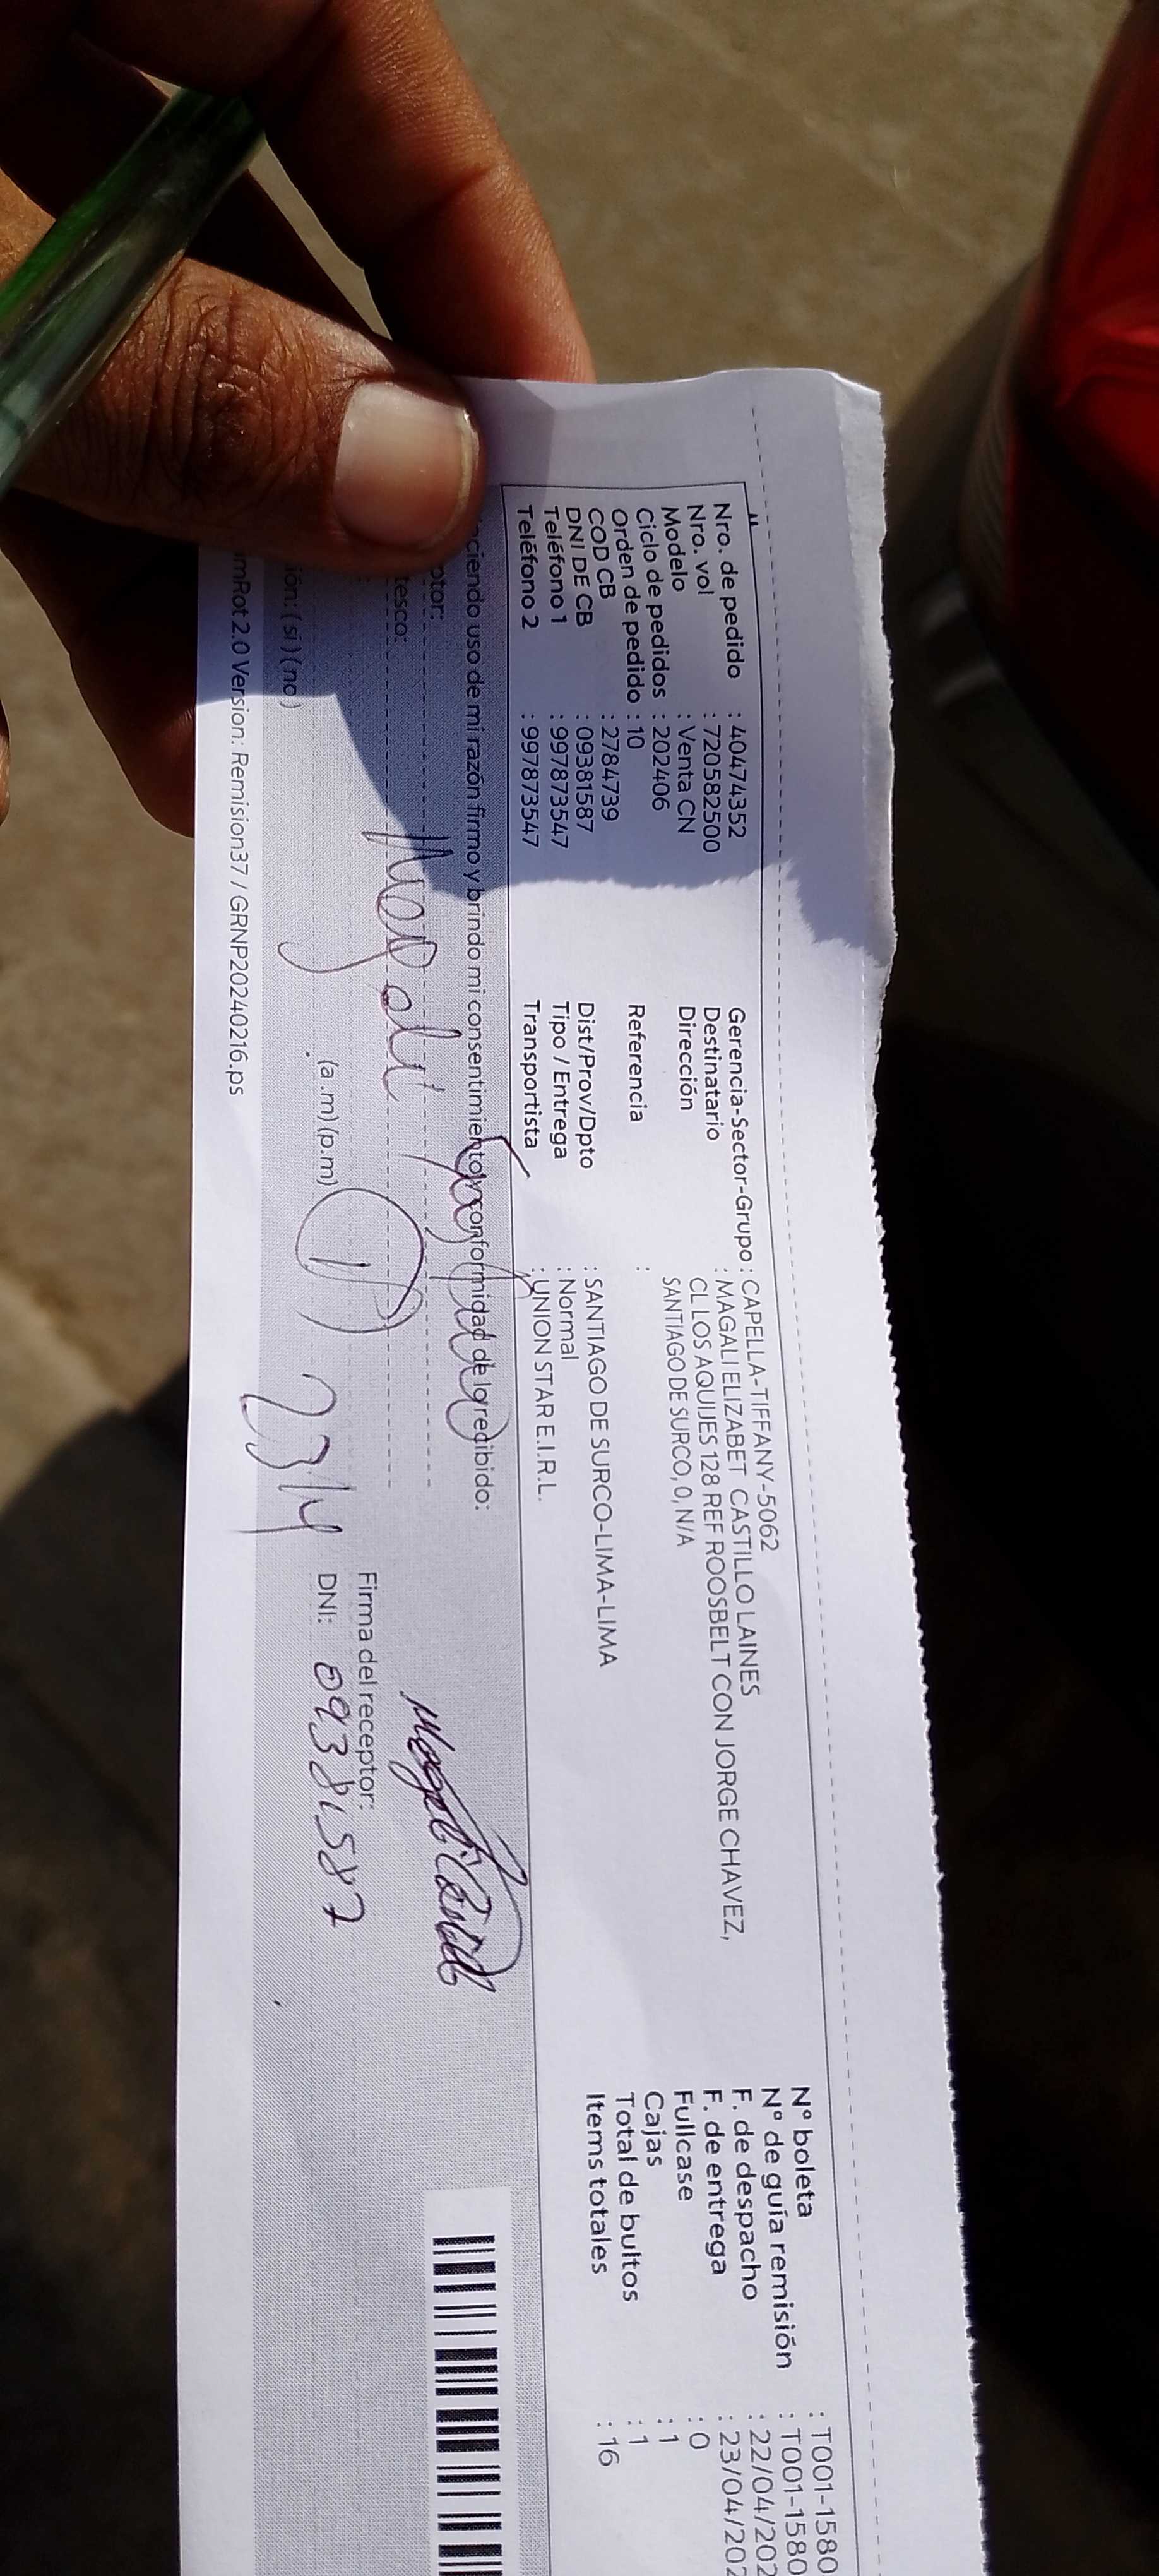 Nro. de pedido : 40474352
Nro. vol : 720582500
Modelo : Venta CN
Ciclo de pedidos : 202406
Orden de pedido : 10
COD CB : 2784739
DNI DE CB : 09381587
Teléfono 1 : 997873547
Teléfono 2 : 997873547
Gerencia-Sector-Grupo : CAPELLA-TIFFANY-5062
Destinatario : MAGALI ELIZABET CASTILLO LAINES
Dirección CL LOS AQUIJES 128 REF ROOSBELT CON JORGE CHAVEZ,
SANTIAGO DE SURCO, 0, N/A
Referencia :
Dist/Prov/Dpto : SANTIAGO DE SURCO-LIMA-LIMA
Tipo / Entrega : Normal
Transportista : UNION STAR E.I.R.L.
Nº boleta : T001-1580
Nº de guía remisión : T001-1580
F. de despacho : 22/04/202
F. de entrega : 23/04/202
Fullcase : 0
Cajas : 1
Total de bultos : 1
Items totales : 16
ciendo uso de mi razón firmo y brindo mi consentimiento y conformidad de lo recibido:
ptor: Magali
tesco:
ión: (si) (no)
(a.m) (p.m)
23/4
Firma del receptor:
DNI: 09381587
mRot 2.0 Version: Remision37 / GRNP20240216.ps